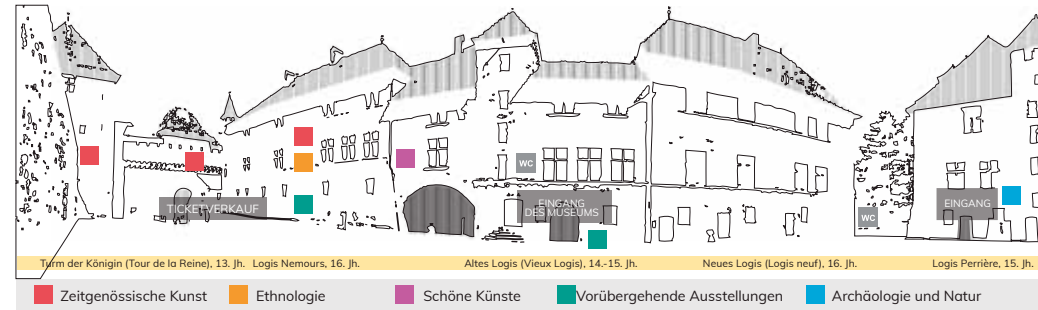 WC
TICKETVERKAUF
EINGANG
DES MUSEUMS
EINGANG
WC
Turm der Königin (Tour de la Reine), 13. Jh. Logis Nemours, 16. Jh. Altes Logis (Vieux Logis), 14.-15. Jh. Neues Logis (Logis neuf), 16. Jh. Logis Perrière, 15. Jh.
Zeitgenössische Kunst Ethnologie Schöne Künste Vorübergehende Ausstellungen Archäologie und Natur